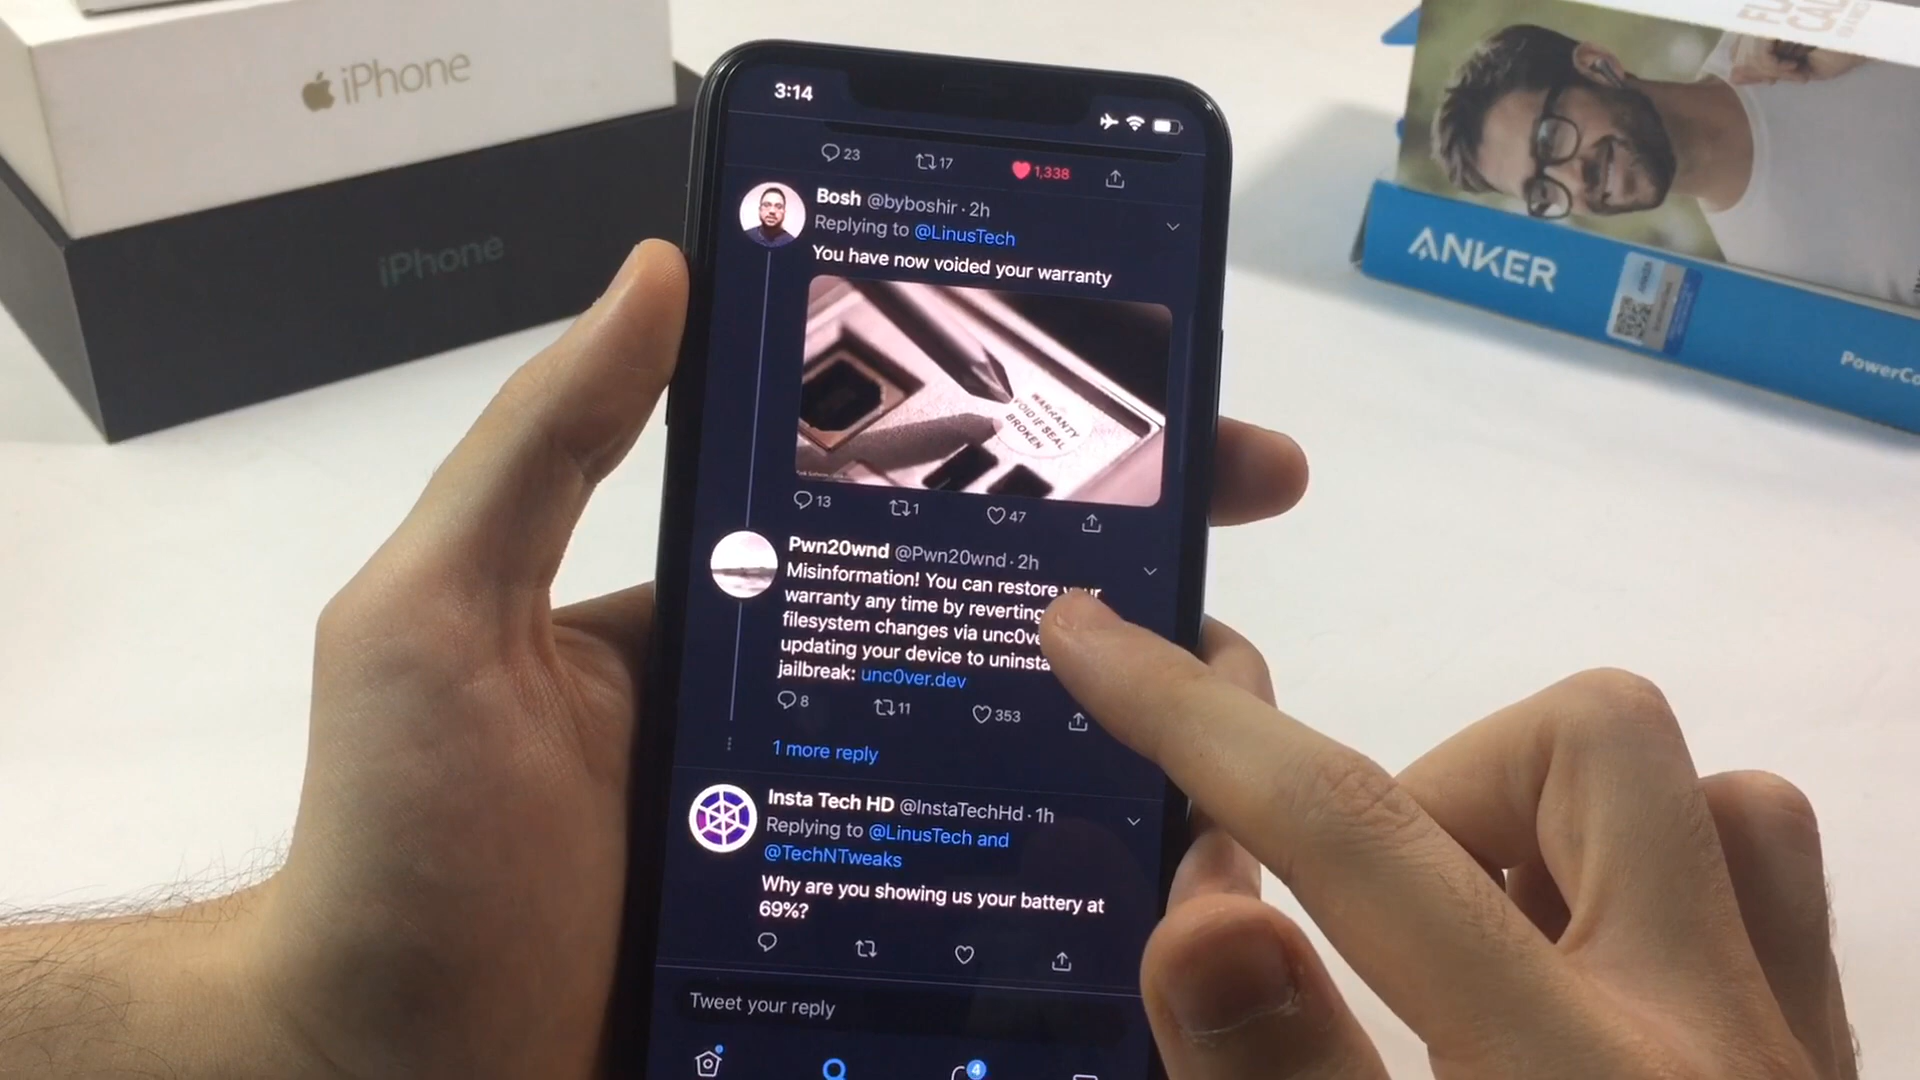 iPhone
iPhone
3:14
23
17
1,338
Bosh @byboshir · 2h
Replying to @LinusTech
You have now voided your warranty
WARRANTY
VOID IF SEAL
BROKEN
13
1
47
Pwn20wnd @Pwn20wnd · 2h
Misinformation! You can restore
warranty any time by reverting
filesystem changes via
updating your device to
jailbreak: unc0ver.dev
8
11
353
1 more reply
Insta Tech HD @InstaTechHd · 1h
Replying to @LinusTech and
@TechNTweaks
Why are you showing us your battery at
69%?
Tweet your reply
4
ANKER
ANKER